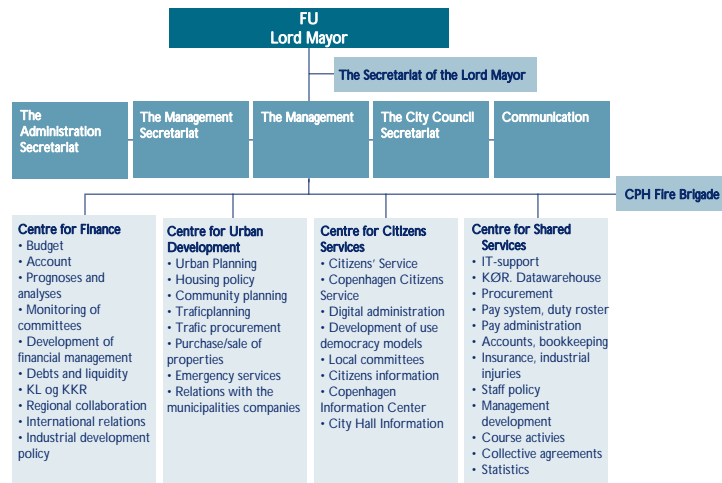 FU
Lord Mayor
The Secretariat of the Lord Mayor
The
Administration
Secretariat
The Management
Secretariat
The Management
The City Council
Secretariat
Communication
CPH Fire Brigade
Centre for Finance
• Budget
• Account
• Prognoses and
analyses
• Monitoring of
committees
• Development of
financial management
• Debts and liquidity
• KL og KKR
• Regional collaboration
• International relations
• Industrial development
policy
Centre for Urban
Development
• Urban Planning
• Housing policy
• Community planning
• Traficplanning
• Trafic procurement
• Purchase/sale of
properties
• Emergency services
• Relations with the
municipalities companies
Centre for Citizens
Services
• Citizens' Service
• Copenhagen Citizens
Service
• Digital administration
• Development of use
democracy models
• Local committees
• Citizens information
• Copenhagen
Information Center
• City Hall Information
Centre for Shared
Services
• IT-support
• KØR. Datawarehouse
• Procurement
• Pay system, duty roster
• Pay administration
• Accounts, bookkeeping
• Insurance, industrial
injuries
• Staff policy
• Management
development
• Course activies
• Collective agreements
• Statistics